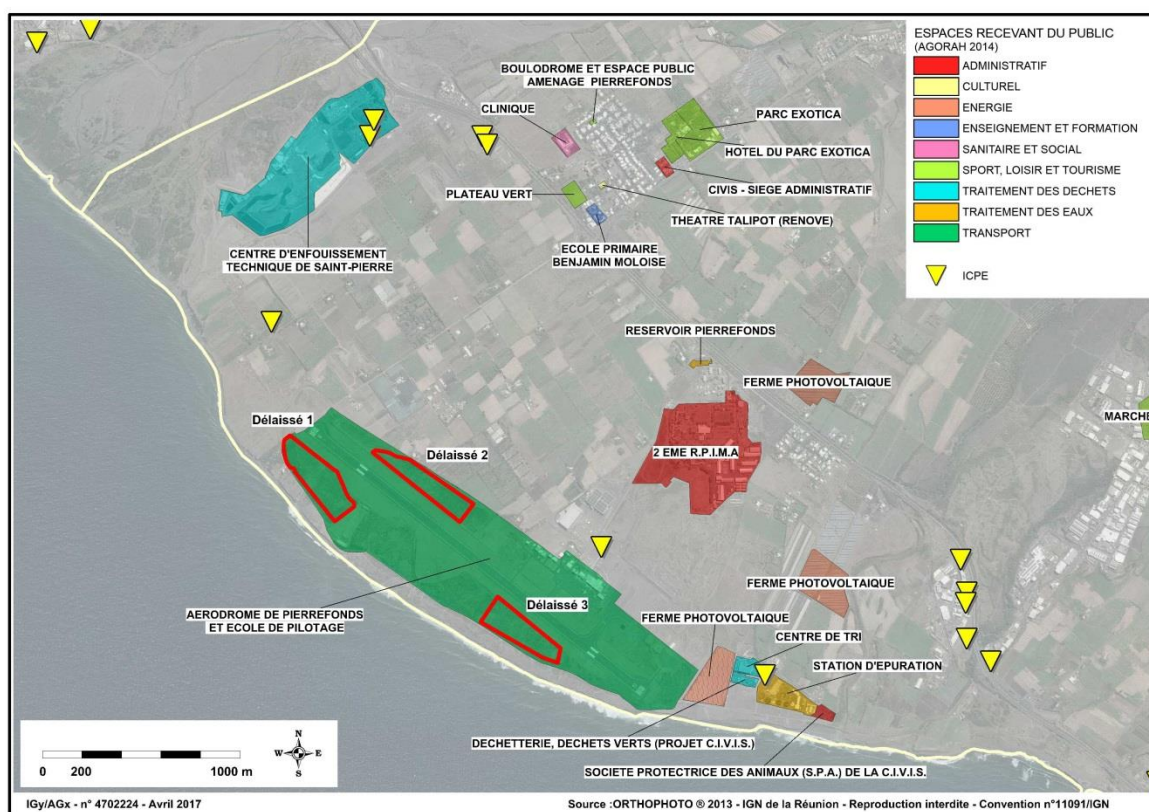 ESPACES RECEVANT DU PUBLIC
(AGORAH 2014)
ADMINISTRATIF
CULTUREL
ENERGIE
ENSEIGNEMENT ET FORMATION
SANITAIRE ET SOCIAL
SPORT, LOISIR ET TOURISME
TRAITEMENT DES DECHETS
TRAITEMENT DES EAUX
TRANSPORT
ICPE
BOULODROME ET ESPACE PUBLIC
AMENAGE PIERREFONDS
CLINIQUE
PARC EXOTICA
HOTEL DU PARC EXOTICA
CIVIS - SIEGE ADMINISTRATIF
PLATEAU VERT
THEATRE TALIPOT (RENOVE)
ECOLE PRIMAIRE
BENJAMIN MOLOISE
CENTRE D'ENFOUISSEMENT
TECHNIQUE DE SAINT-PIERRE
RESERVOIR PIERREFONDS
FERME PHOTOVOLTAIQUE
MARCHE
Délaissé 1
Délaissé 2
2 EME R.P.I.M.A
FERME PHOTOVOLTAIQUE
Délaissé 3
AERODROME DE PIERREFONDS
ET ECOLE DE PILOTAGE
FERME PHOTOVOLTAIQUE
CENTRE DE TRI
STATION D'EPURATION
DECHETTERIE, DECHETS VERTS (PROJET C.I.V.I.S.)
SOCIETE PROTECTRICE DES ANIMAUX (S.P.A.) DE LA C.I.V.I.S.
N
W E
S
0 200 1000 m
IGy/AGx - n° 4702224 - Avril 2017
Source :ORTHOPHOTO ® 2013 - IGN de la Réunion - Reproduction interdite - Convention n°11091/IGN